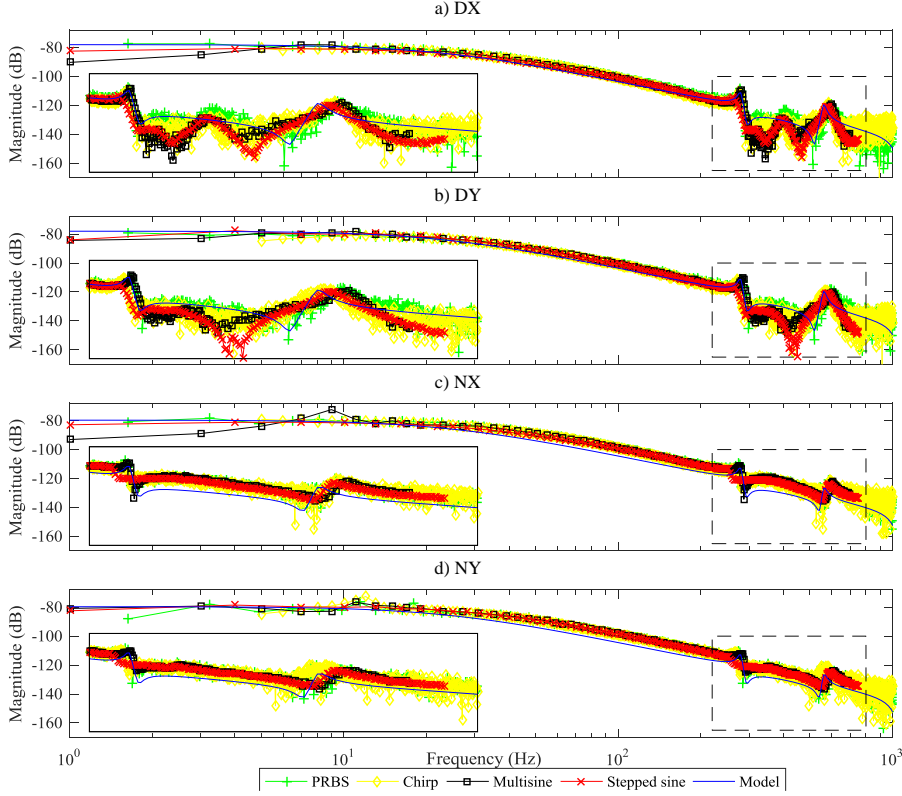 a) DX
Magnitude (dB)
-80
-100
-120
-140
-160
b) DY
Magnitude (dB)
-80
-100
-120
-140
-160
c) NX
Magnitude (dB)
-80
-100
-120
-140
-160
d) NY
Magnitude (dB)
-80
-100
-120
-140
-160
10^0 10^1 Frequency (Hz) 10^2 10^3
PRBS Chirp Multisine Stepped sine Model